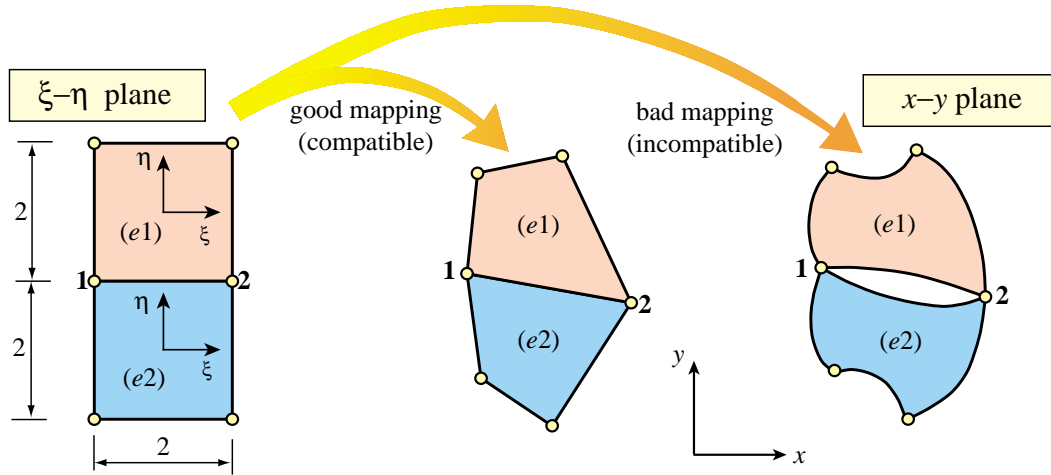 ξ−η plane
good mapping
(compatible)
bad mapping
(incompatible)
x−y plane
η
2
(e1)
ξ
1
2
η
2
(e2)
ξ
2
(e1)
1
2
(e2)
(e1)
1
2
(e2)
y
x